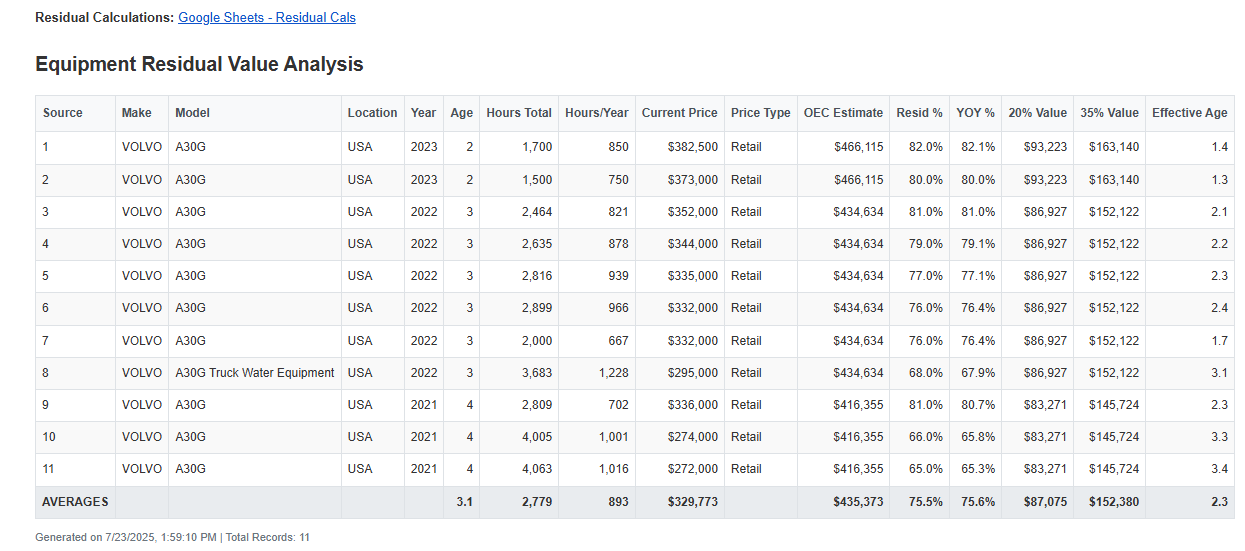 Residual Calculations: Google Sheets - Residual Cals
Equipment Residual Value Analysis
Source Make Model Location Year Age Hours Total Hours/Year Current Price Price Type OEC Estimate Resid % YOY % 20% Value 35% Value Effective Age
1 VOLVO A30G USA 2023 2 1,700 850 $382,500 Retail $466,115 82.0% 82.1% $93,223 $163,140 1.4
2 VOLVO A30G USA 2023 2 1,500 750 $373,000 Retail $466,115 80.0% 80.0% $93,223 $163,140 1.3
3 VOLVO A30G USA 2022 3 2,464 821 $352,000 Retail $434,634 81.0% 81.0% $86,927 $152,122 2.1
4 VOLVO A30G USA 2022 3 2,635 878 $344,000 Retail $434,634 79.0% 79.1% $86,927 $152,122 2.2
5 VOLVO A30G USA 2022 3 2,816 939 $335,000 Retail $434,634 77.0% 77.1% $86,927 $152,122 2.3
6 VOLVO A30G USA 2022 3 2,899 966 $332,000 Retail $434,634 76.0% 76.4% $86,927 $152,122 2.4
7 VOLVO A30G USA 2022 3 2,000 667 $332,000 Retail $434,634 76.0% 76.4% $86,927 $152,122 1.7
8 VOLVO A30G Truck Water Equipment USA 2022 3 3,683 1,228 $295,000 Retail $434,634 68.0% 67.9% $86,927 $152,122 3.1
9 VOLVO A30G USA 2021 4 2,809 702 $336,000 Retail $416,355 81.0% 80.7% $83,271 $145,724 2.3
10 VOLVO A30G USA 2021 4 4,005 1,001 $274,000 Retail $416,355 66.0% 65.8% $83,271 $145,724 3.3
11 VOLVO A30G USA 2021 4 4,063 1,016 $272,000 Retail $416,355 65.0% 65.3% $83,271 $145,724 3.4
AVERAGES 3.1 2,779 893 $329,773 $435,373 75.5% 75.6% $87,075 $152,380 2.3
Generated on 7/23/2025, 1:59:10 PM | Total Records: 11